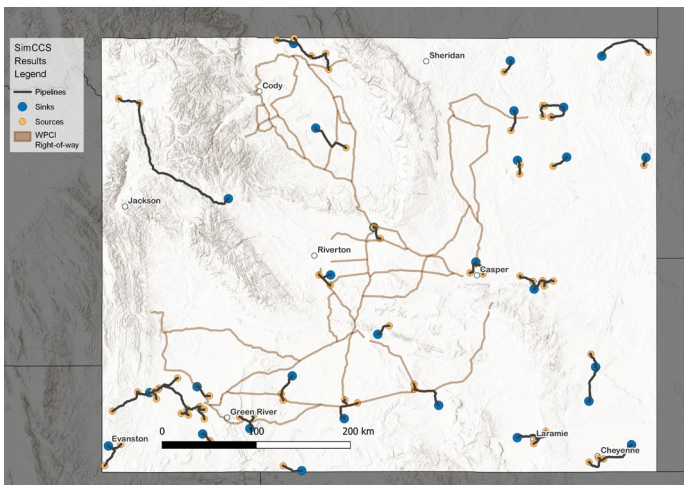 SimCCS
Results
Legend
Pipelines
Sinks
Sources
WPCI
Right-of-way
Sheridan
Cody
Jackson
Riverton
Casper
Green River
0 100 200 km
Evanston
Laramie
Cheyenne